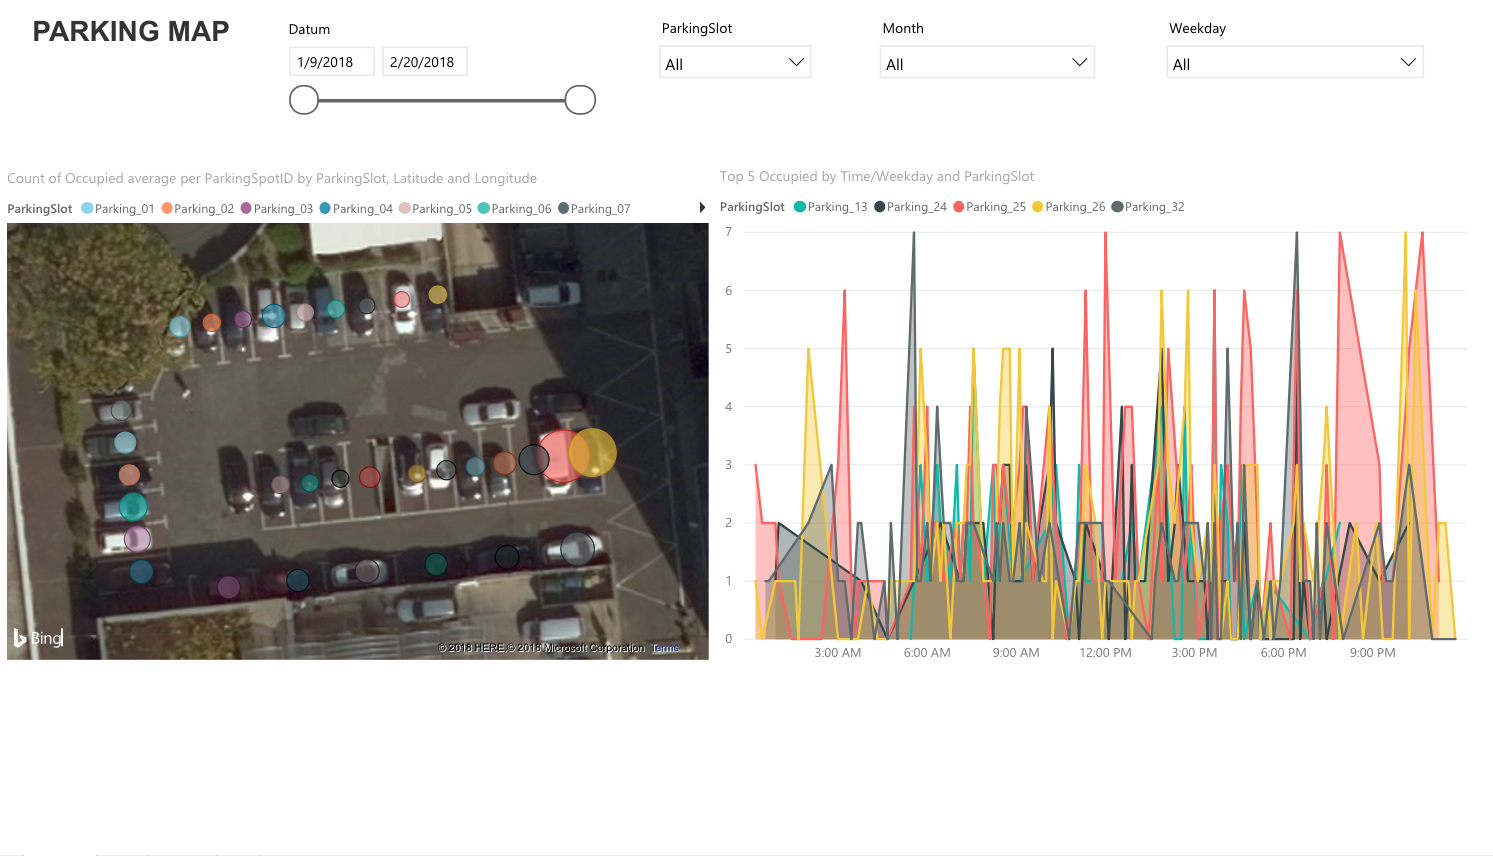 PARKING MAP
Datum
1/9/2018 2/20/2018
ParkingSlot
All
Month
All
Weekday
All
Count of Occupied average per ParkingSpotID by ParkingSlot, Latitude and Longitude
ParkingSlot Parking_01 Parking_02 Parking_03 Parking_04 Parking_05 Parking_06 Parking_07
Bing
© 2018 HERE,© 2018 Microsoft Corporation Terms
Top 5 Occupied by Time/Weekday and ParkingSlot
ParkingSlot Parking_13 Parking_24 Parking_25 Parking_26 Parking_32
7
6
5
4
3
2
1
0
3:00 AM 6:00 AM 9:00 AM 12:00 PM 3:00 PM 6:00 PM 9:00 PM